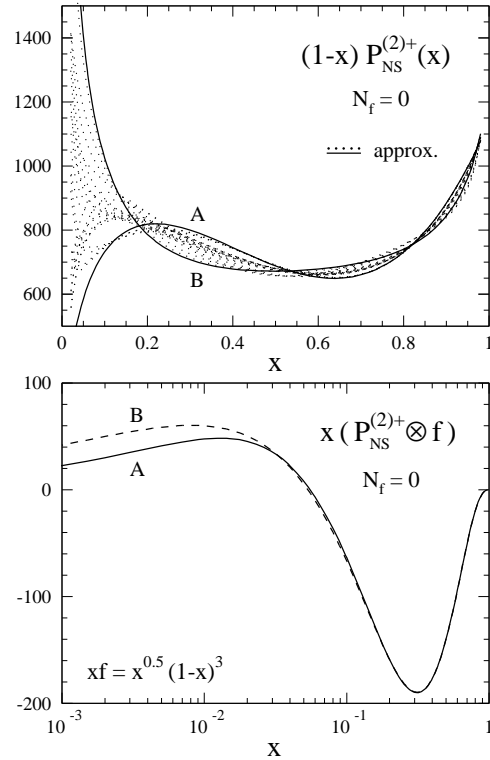 1400
1200
1000
800
600
(1-x) P_NS^(2)+(x)
N_f = 0
approx.
A
B
0 0.2 0.4 0.6 0.8 1
x
100
0
-100
-200
B
A
x ( P_NS^(2)+ ⊗ f )
N_f = 0
xf = x^0.5 (1-x)^3
10^-3 10^-2 10^-1 1
x